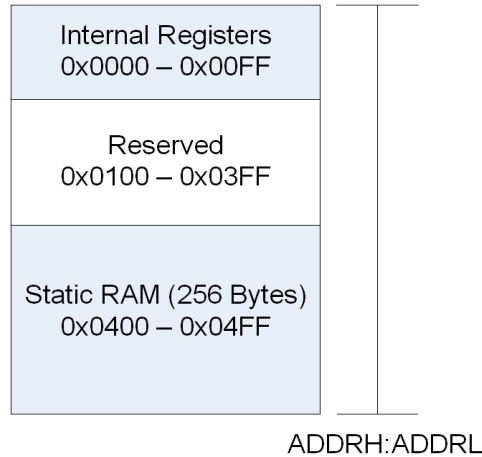 Internal Registers
0x0000 – 0x00FF
Reserved
0x0100 – 0x03FF
Static RAM (256 Bytes)
0x0400 – 0x04FF
ADDRH:ADDRL